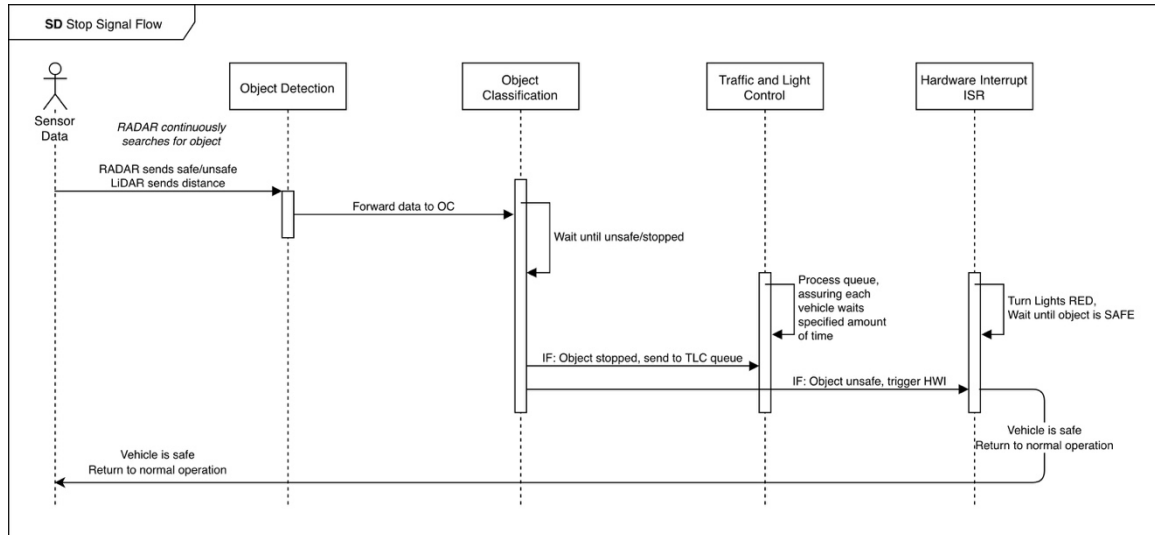 SD Stop Signal Flow
Sensor
Data
Object Detection
Object
Classification
Traffic and Light
Control
Hardware Interrupt
ISR
RADAR continuously
searches for object
RADAR sends safe/unsafe
LiDAR sends distance
Forward data to OC
Wait until unsafe/stopped
Process queue,
assuring each
vehicle waits
specified amount
of time
Turn Lights RED,
Wait until object is SAFE
IF: Object stopped, send to TLC queue
IF: Object unsafe, trigger HWI
Vehicle is safe
Return to normal operation
Vehicle is safe
Return to normal operation